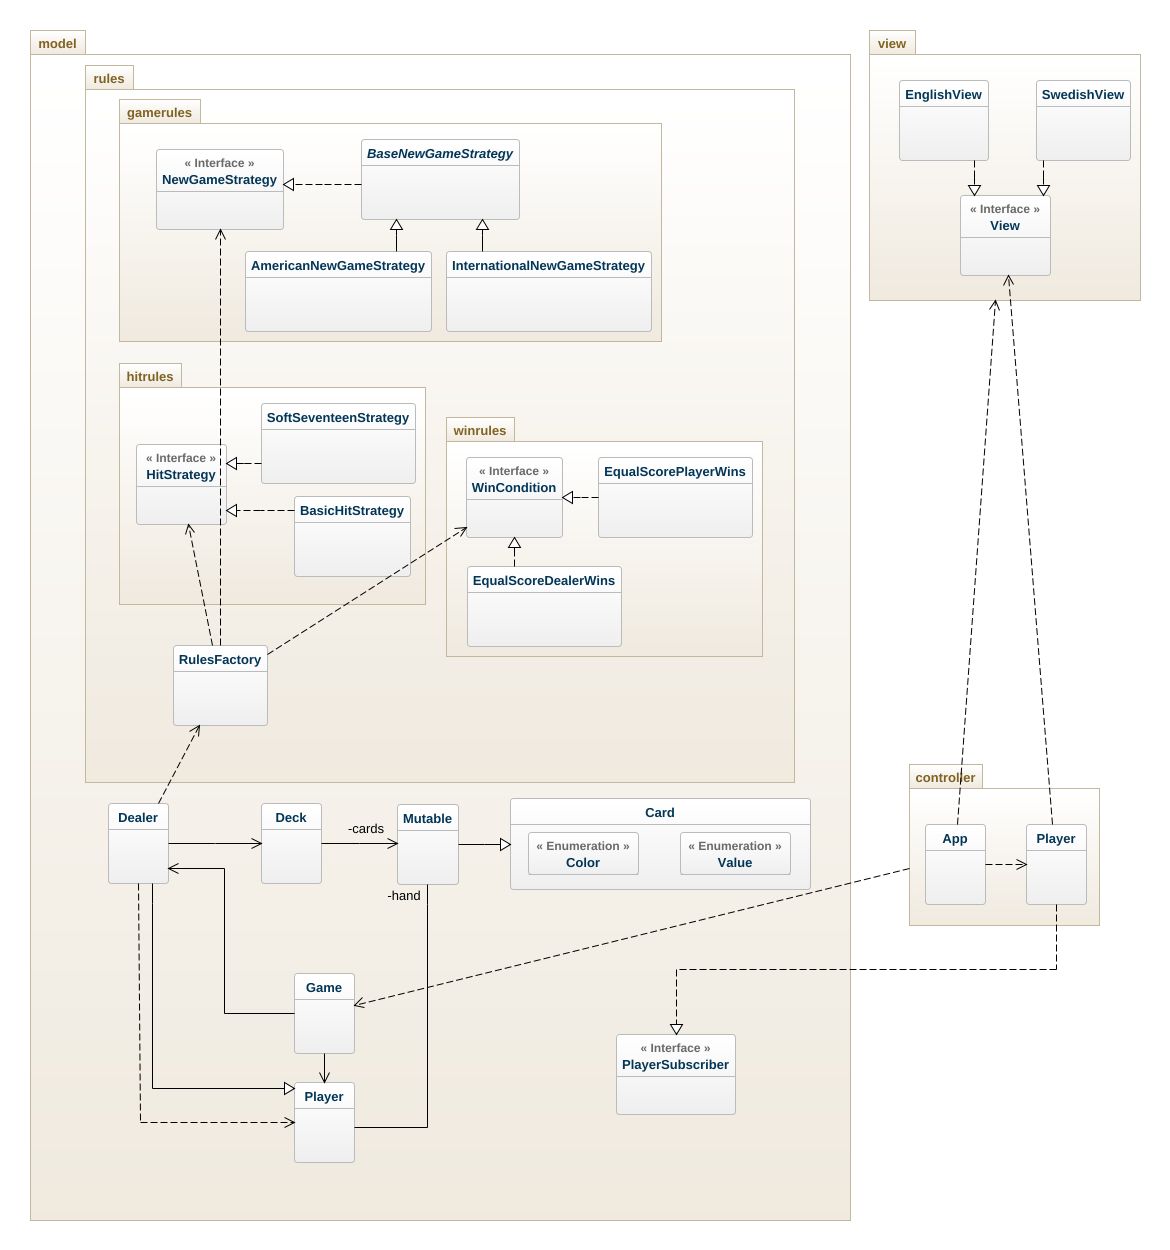 model
view
rules
gamerules
« Interface »
NewGameStrategy
BaseNewGameStrategy
AmericanNewGameStrategy
InternationalNewGameStrategy
EnglishView
SwedishView
« Interface »
View
hitrules
SoftSeventeenStrategy
« Interface »
HitStrategy
BasicHitStrategy
winrules
« Interface »
WinCondition
EqualScorePlayerWins
EqualScoreDealerWins
RulesFactory
controller
App
Player
Dealer
Deck
-cards
Mutable
-hand
Card
« Enumeration »
Color
« Enumeration »
Value
Game
Player
« Interface »
PlayerSubscriber